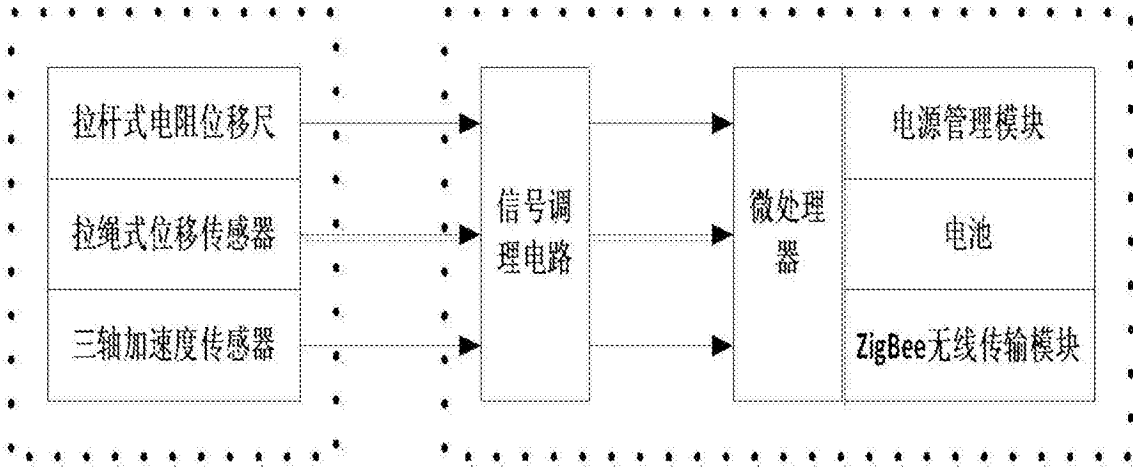 拉杆式电阻位移尺
拉绳式位移传感器
三轴加速度传感器
信号调
理电路
微处理
器
电源管理模块
电池
ZigBee无线传输模块